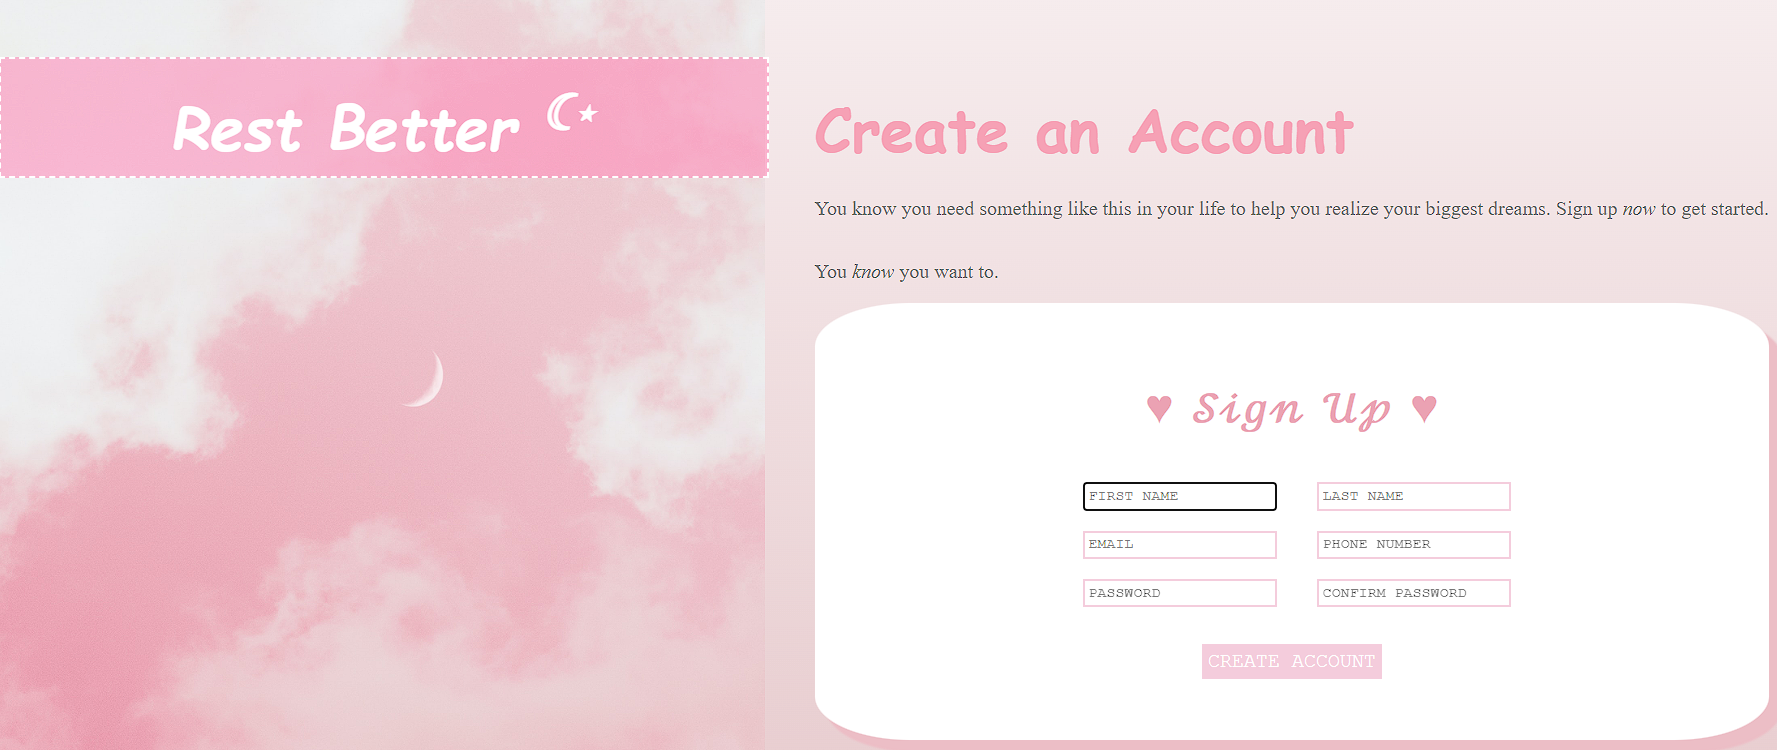 Rest Better ☾⋆
Create an Account
You know you need something like this in your life to help you realize your biggest dreams. Sign up now to get started.
You know you want to.
♥ Sign Up ♥
FIRST NAME
LAST NAME
EMAIL
PHONE NUMBER
PASSWORD
CONFIRM PASSWORD
CREATE ACCOUNT